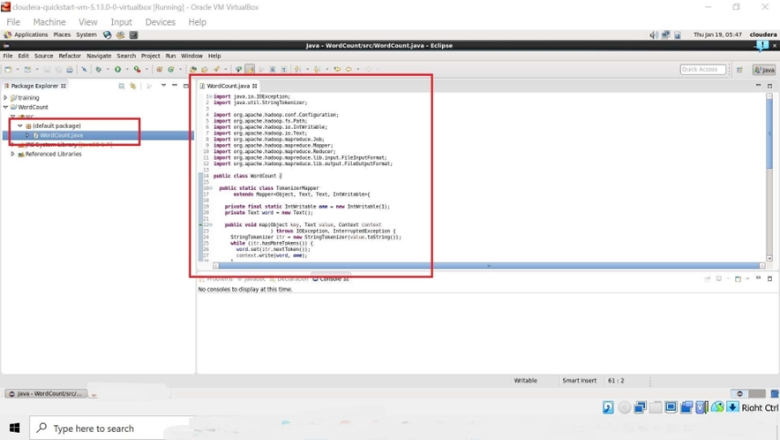 cloudera-quickstart-vm-5.13.0-0-virtualbox [Running] - Oracle VM VirtualBox
File Machine View Input Devices Help
Applications Places System Thu Jan 19, 05:47 cloudera
Java - WordCount/src/WordCount.java - Eclipse
File Edit Source Refactor Navigate Search Project Run Window Help
Quick Access Java
Package Explorer
training
WordCount
src
(default package)
WordCount.java
JRE System Library
Referenced Libraries
WordCount.java
1 import java.io.IOException;
2 import java.util.StringTokenizer;
4 import org.apache.hadoop.conf.Configuration;
5 import org.apache.hadoop.fs.Path;
6 import org.apache.hadoop.io.IntWritable;
7 import org.apache.hadoop.io.Text;
8 import org.apache.hadoop.mapreduce.Job;
9 import org.apache.hadoop.mapreduce.Mapper;
10 import org.apache.hadoop.mapreduce.Reducer;
11 import org.apache.hadoop.mapreduce.lib.input.FileInputFormat;
12 import org.apache.hadoop.mapreduce.lib.output.FileOutputFormat;
14 public class WordCount {
public static class TokenizerMapper
extends Mapper<Object, Text, Text, IntWritable>{
private final static IntWritable one = new IntWritable(1);
private Text word = new Text();
public void map(Object key, Text value, Context context
) throws IOException, InterruptedException {
StringTokenizer itr = new StringTokenizer(value.toString());
while (itr.hasMoreTokens()) {
word.set(itr.nextToken());
context.write(word, one);
}
Problems Javadoc Declaration Console
No consoles to display at this time.
Writable Smart Insert 61 : 2
Java - WordCount/src/...
Right Ctrl
Type here to search